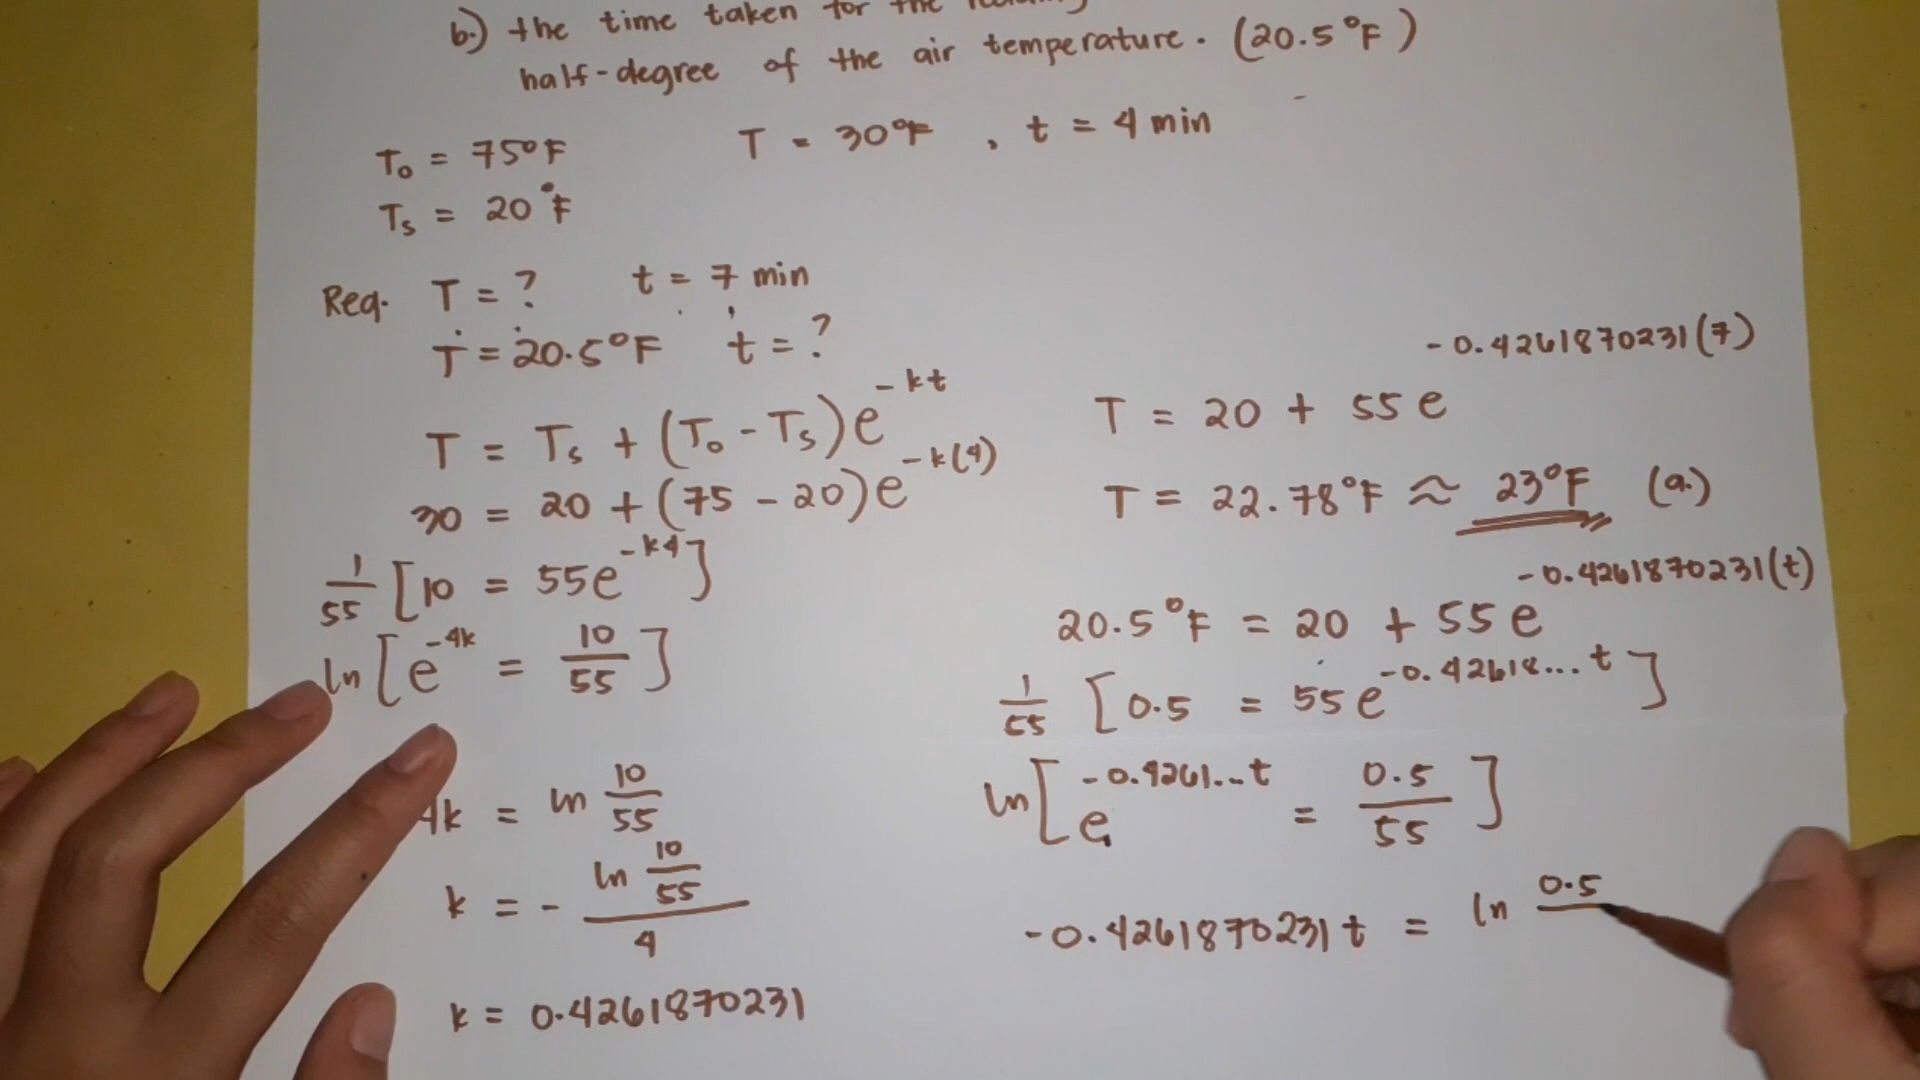 b.) the time taken for the
half-degree of the air temperature. (20.5°F)
T₀ = 75°F
T = 30°F , t = 4 min
Tₛ = 20°F
Req. T = ? t = 7 min
T = 20.5°F t = ?
T = Tₛ + (T₀ - Tₛ)e^-kt
30 = 20 + (75 - 20)e^-k(4)
1/55 [10 = 55e^-k4]
ln [e^-4k = 10/55]
4k = ln 10/55
k = - ln 10/55 / 4
k = 0.4261870231
T = 20 + 55e^-0.4261870231(7)
T = 22.78°F ≈ 23°F (a.)
20.5°F = 20 + 55e^-0.4261870231(t)
1/55 [0.5 = 55e^-0.42618...t]
ln [e^-0.4261...t = 0.5/55]
-0.4261870231t = ln 0.5